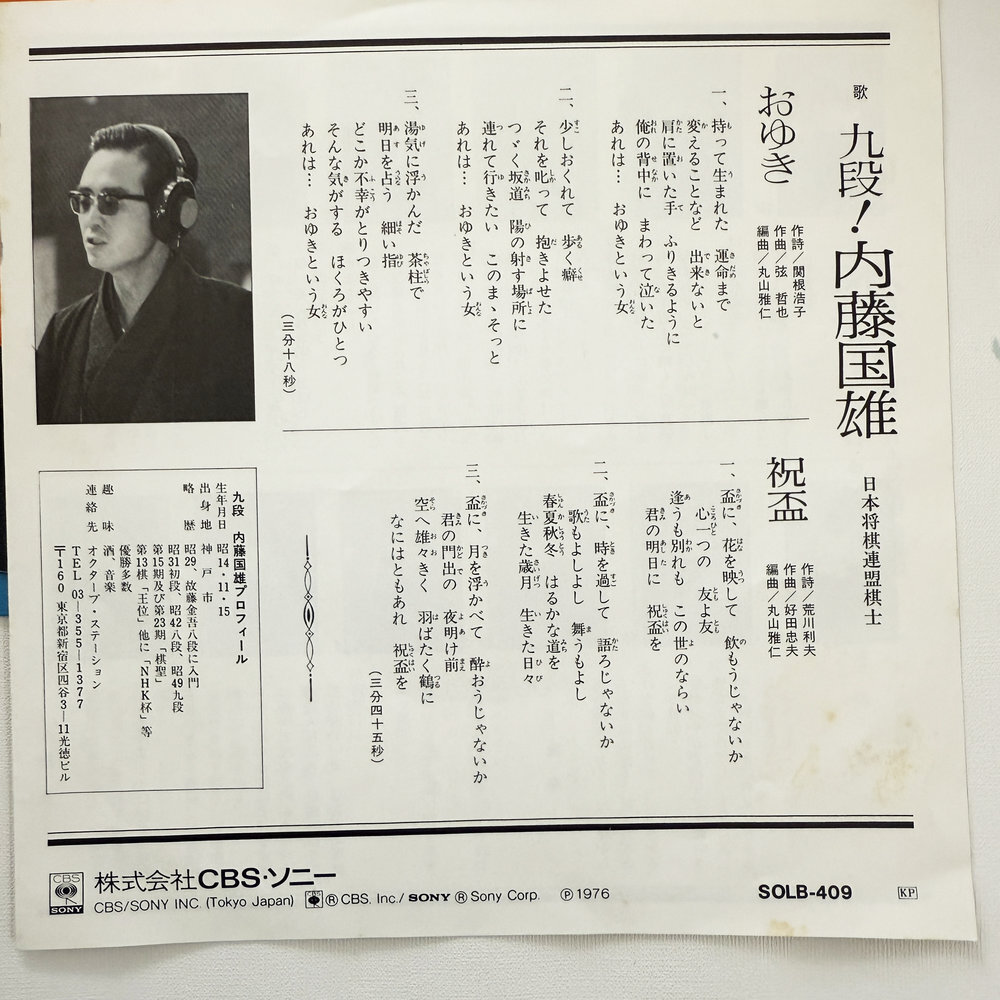 歌 九段!内藤国雄 日本将棋連盟棋士
おゆき
作詩/関根浩子
作曲/弦 哲也
編曲/丸山雅仁
一、持って生まれた 運命まで
変えることなど 出来ないと
肩に置いた手 ふりきるように
俺の背中に まわって泣いた
あれは… おゆきという女
二、少しおくれて 歩く癖
それを叱って 抱きよせた
つゞく坂道 陽の射す場所に
連れて行きたい このまゝそっと
あれは… おゆきという女
三、湯気に浮かんだ 茶柱で
明日を占う 細い指
どこか不幸がとりつきやすい
そんな気がする ほくろがひとつ
あれは… おゆきという女
(三分十八秒)
祝盃
作詩/荒川利夫
作曲/好田忠夫
編曲/丸山雅仁
一、盃に、花を映して 飲もうじゃないか
心一つの 友よ友
逢うも別れも この世のならい
君の明日に 祝盃を
二、盃に、時を過して 語ろじゃないか
歌もよしよし 舞うもよし
春夏秋冬 はるかな道を
生きた歳月 生きた日々
三、盃に、月を浮かべて 酔おうじゃないか
君の門出の 夜明け前
空へ雄々きく 羽ばたく鶴に
なにはともあれ 祝盃を
(三分四十五秒)
九段 内藤国雄プロフィール
生年月日 昭14・11・15
出身地 神戸市
略歴 昭29、故藤金吾八段に入門
昭31初段、昭42八段、昭49九段
第15期及び第23期「棋聖」
第13棋「王位」他に「NHK杯」等
優勝多数
趣味 酒、音楽
連絡先 オクターブ・ステーション
TEL 03―355―1377
〒160 東京都新宿区四谷3―11光徳ビル
CBS
SONY
株式会社CBS・ソニー
CBS/SONY INC. (Tokyo Japan) CBS ® CBS. Inc./ SONY ® Sony Corp. ℗ 1976
SOLB-409
KP